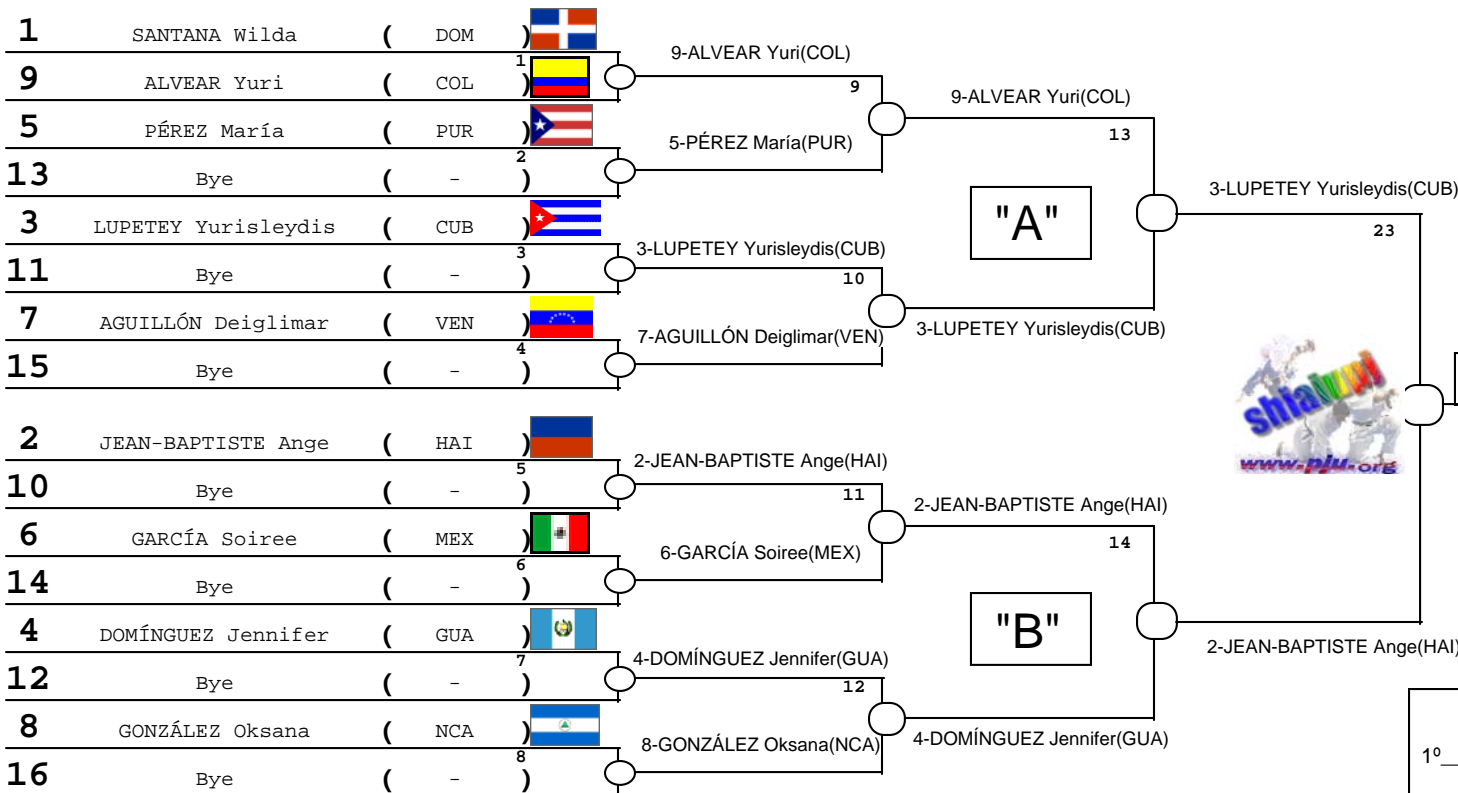 1 SANTANA Wilda ( DOM )
1
9 ALVEAR Yuri ( COL )
5 PÉREZ María ( PUR )
2
13 Bye ( - )
3 LUPETEY Yurisleydis ( CUB )
3
11 Bye ( - )
7 AGUILLÓN Deiglimar ( VEN )
4
15 Bye ( - )
2 JEAN-BAPTISTE Ange ( HAI )
5
10 Bye ( - )
6 GARCÍA Soiree ( MEX )
6
14 Bye ( - )
4 DOMÍNGUEZ Jennifer ( GUA )
7
12 Bye ( - )
8 GONZÁLEZ Oksana ( NCA )
8
16 Bye ( - )
9-ALVEAR Yuri(COL)
9
5-PÉREZ María(PUR)
3-LUPETEY Yurisleydis(CUB)
10
7-AGUILLÓN Deiglimar(VEN)
2-JEAN-BAPTISTE Ange(HAI)
11
6-GARCÍA Soiree(MEX)
4-DOMÍNGUEZ Jennifer(GUA)
12
8-GONZÁLEZ Oksana(NCA)
9-ALVEAR Yuri(COL)
13
"A"
3-LUPETEY Yurisleydis(CUB)
2-JEAN-BAPTISTE Ange(HAI)
14
"B"
4-DOMÍNGUEZ Jennifer(GUA)
3-LUPETEY Yurisleydis(CUB)
23
www.pju.org
2-JEAN-BAPTISTE Ange(HAI)
1º__